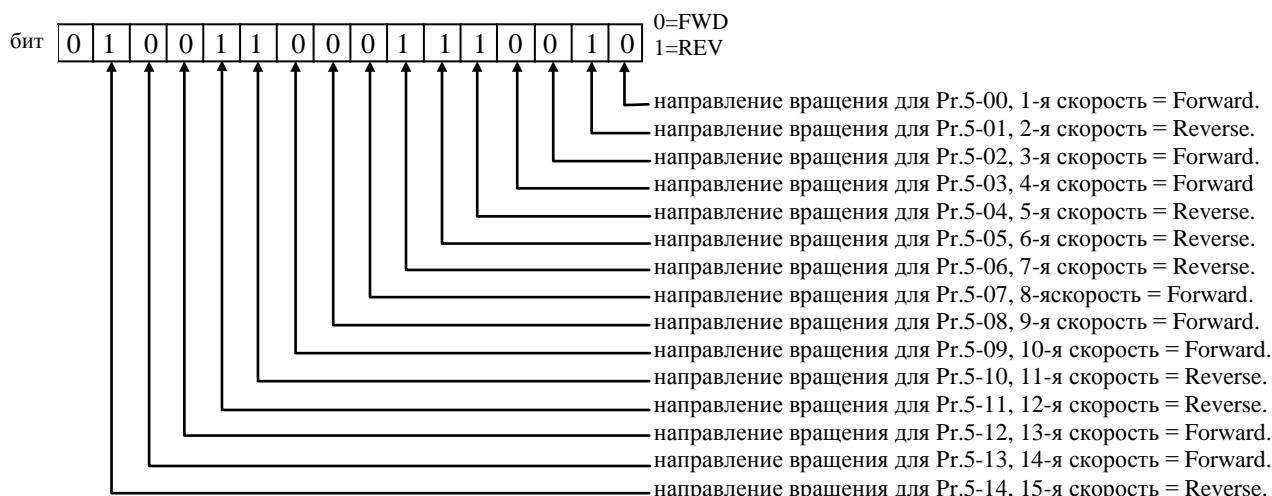 0=FWD
бит 0 1 0 0 1 1 0 0 0 1 1 1 0 0 1 0 1=REV
направление вращения для Pr.5-00, 1-я скорость = Forward.
направление вращения для Pr.5-01, 2-я скорость = Reverse.
направление вращения для Pr.5-02, 3-я скорость = Forward.
направление вращения для Pr.5-03, 4-я скорость = Forward
направление вращения для Pr.5-04, 5-я скорость = Reverse.
направление вращения для Pr.5-05, 6-я скорость = Reverse.
направление вращения для Pr.5-06, 7-я скорость = Reverse.
направление вращения для Pr.5-07, 8-яскорость = Forward.
направление вращения для Pr.5-08, 9-я скорость = Forward.
направление вращения для Pr.5-09, 10-я скорость = Forward.
направление вращения для Pr.5-10, 11-я скорость = Reverse.
направление вращения для Pr.5-11, 12-я скорость = Reverse.
направление вращения для Pr.5-12, 13-я скорость = Forward.
направление вращения для Pr.5-13, 14-я скорость = Forward.
направление вращения для Pr.5-14, 15-я скорость = Reverse.